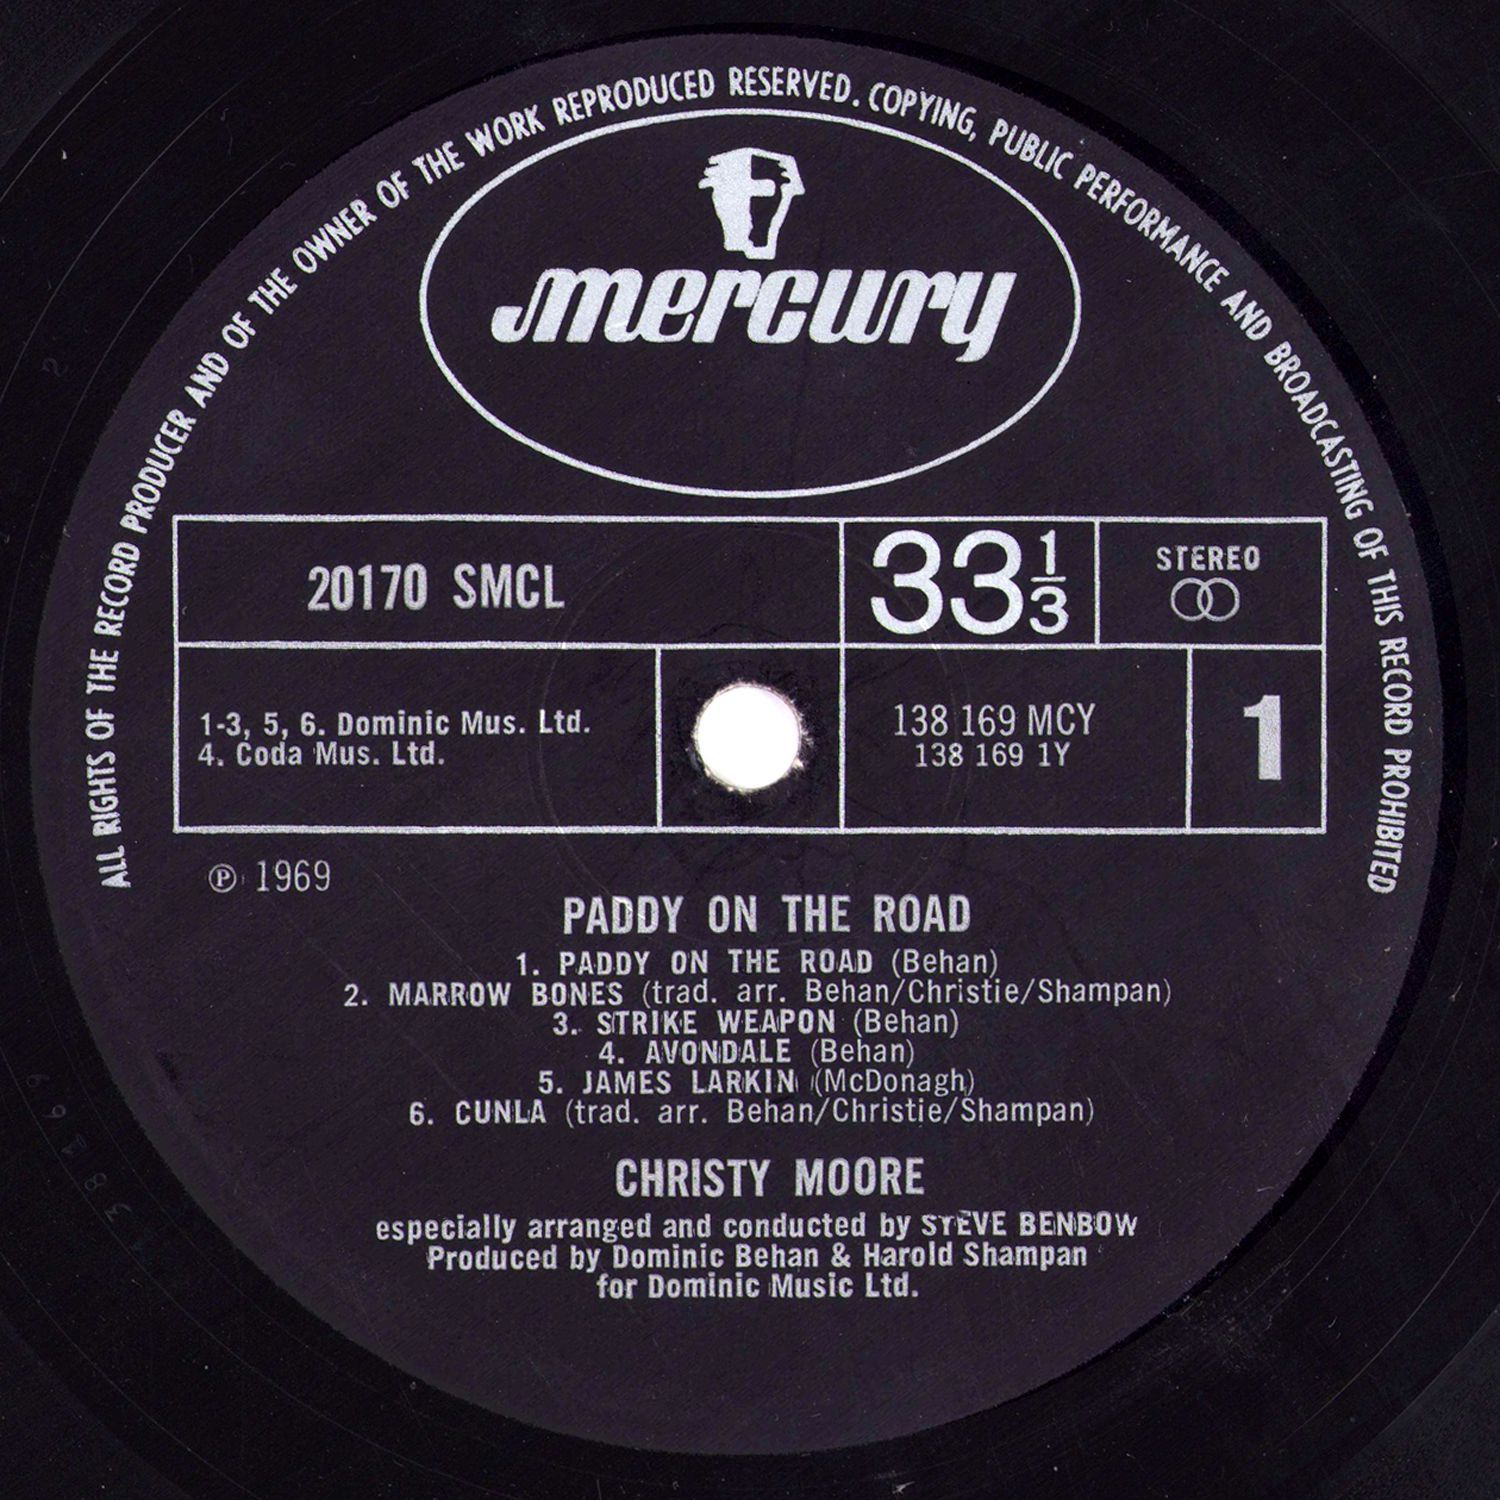 ALL RIGHTS OF THE RECORD PRODUCER AND OF THE OWNER OF THE WORK REPRODUCED RESERVED. COPYING, PUBLIC PERFORMANCE AND BROADCASTING OF THIS RECORD PROHIBITED
mercury
20170 SMCL
33 1/3
STEREO
1-3, 5, 6. Dominic Mus. Ltd.
4. Coda Mus. Ltd.
138 169 MCY
138 169 1Y
1
℗ 1969
PADDY ON THE ROAD
1. PADDY ON THE ROAD (Behan)
2. MARROW BONES (trad. arr. Behan/Christie/Shampan)
3. STRIKE WEAPON (Behan)
4. AVONDALE (Behan)
5. JAMES LARKIN (McDonagh)
6. CUNLA (trad. arr. Behan/Christie/Shampan)
CHRISTY MOORE
especially arranged and conducted by STEVE BENBOW
Produced by Dominic Behan & Harold Shampan
for Dominic Music Ltd.